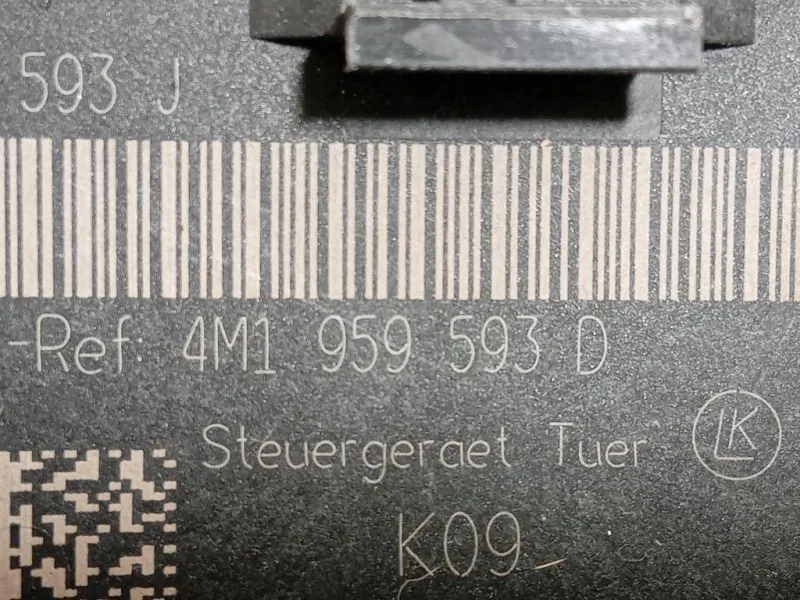 593 J
-Ref: 4M1 959 593 D
Steuergeraet Tuer
LK
K09